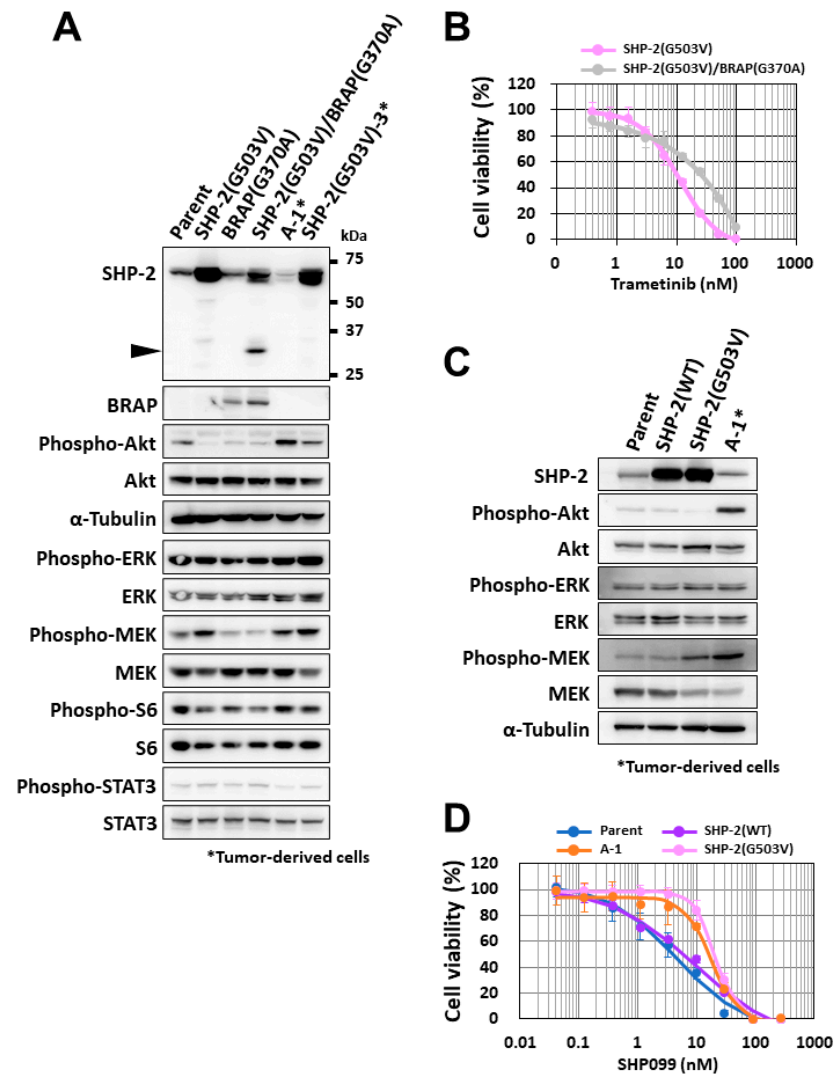 A
Parent
SHP-2(G503V)
BRAP(G370A)
SHP-2(G503V)/BRAP(G370A)
A-1*
SHP-2(G503V)-3*
kDa
SHP-2
75
50
37
25
BRAP
Phospho-Akt
Akt
α-Tubulin
Phospho-ERK
ERK
Phospho-MEK
MEK
Phospho-S6
S6
Phospho-STAT3
STAT3
*Tumor-derived cells
B
SHP-2(G503V)
SHP-2(G503V)/BRAP(G370A)
Cell viability (%)
120
100
80
60
40
20
0
0 1 10 100 1000
Trametinib (nM)
C
Parent
SHP-2(WT)
SHP-2(G503V)
A-1*
SHP-2
Phospho-Akt
Akt
Phospho-ERK
ERK
Phospho-MEK
MEK
α-Tubulin
*Tumor-derived cells
D
Parent SHP-2(WT)
A-1 SHP-2(G503V)
Cell viability (%)
120
100
80
60
40
20
0
0.01 0.1 1 10 100 1000
SHP099 (nM)